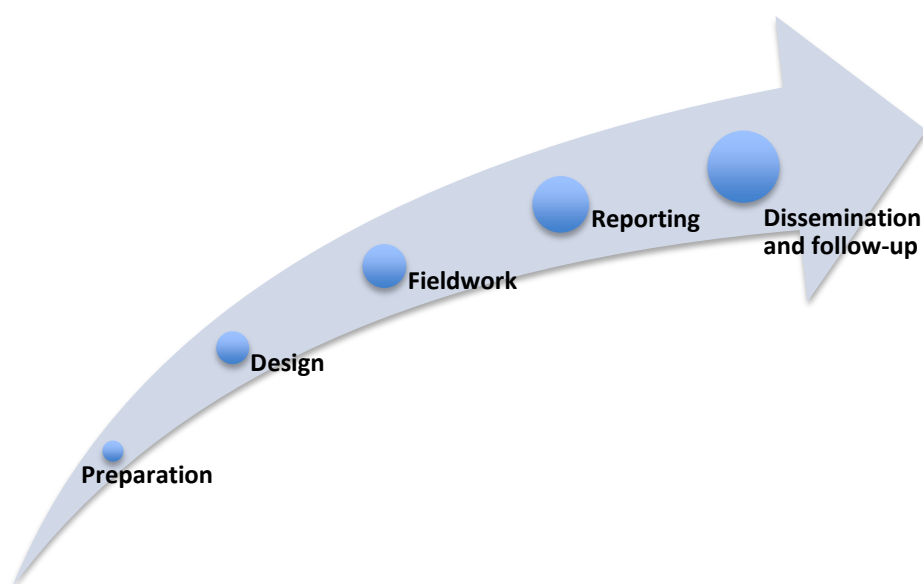 Preparation
Design
Fieldwork
Reporting
Dissemination
and follow-up